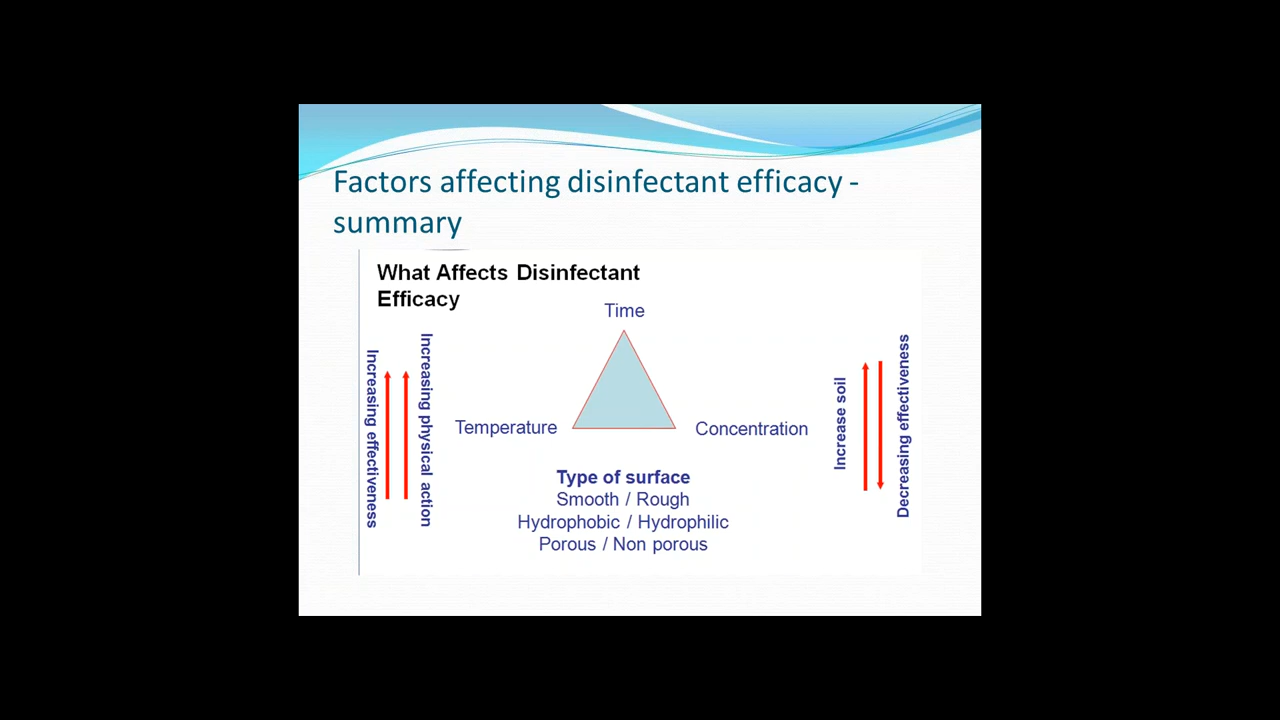 Factors affecting disinfectant efficacy -
summary
What Affects Disinfectant
Efficacy
Time
Increasing effectiveness
Increasing physical action
Temperature
Concentration
Increase soil
Decreasing effectiveness
Type of surface
Smooth / Rough
Hydrophobic / Hydrophilic
Porous / Non porous